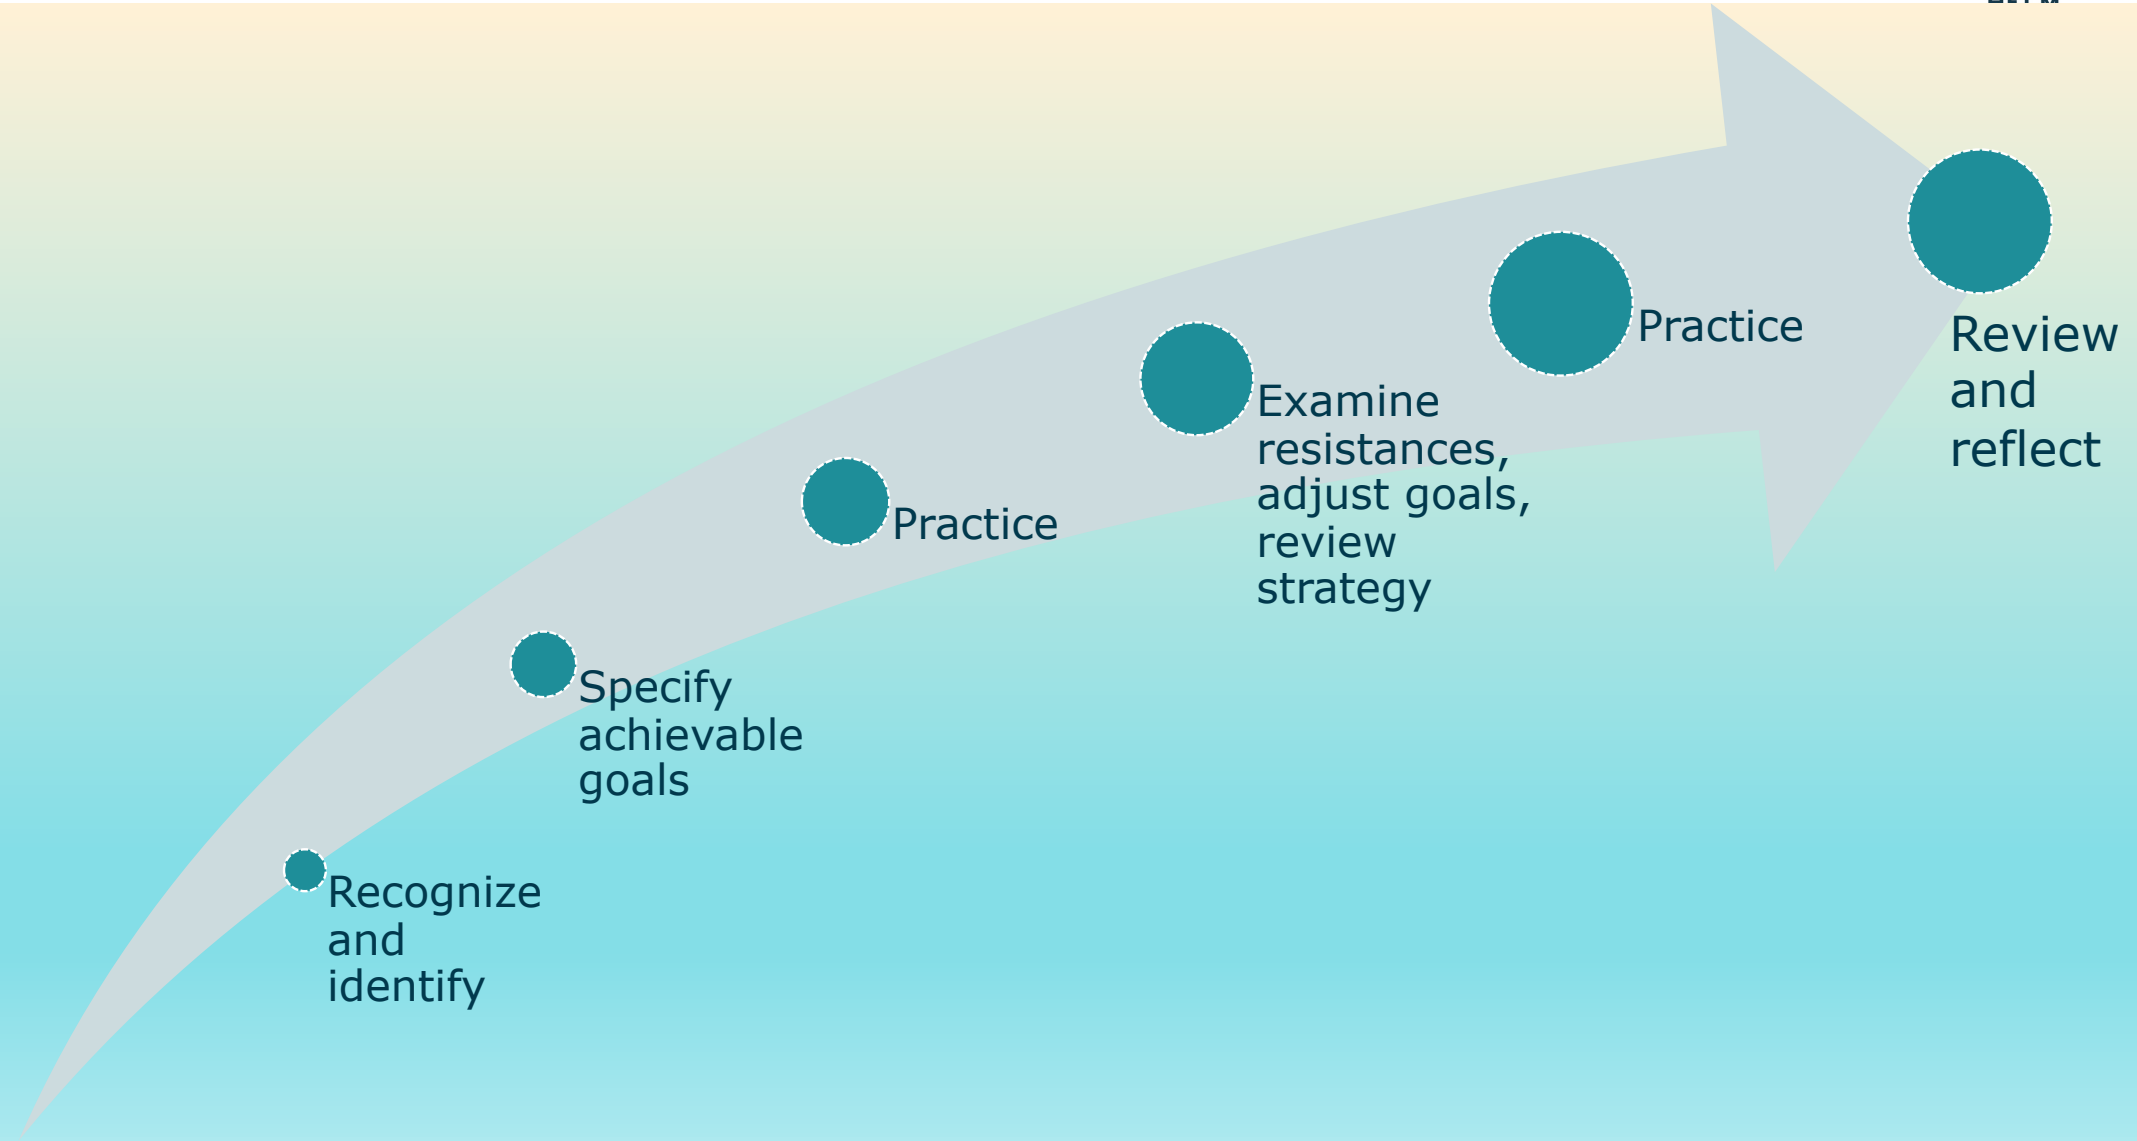 Recognize
and
identify
Specify
achievable
goals
Practice
Examine
resistances,
adjust goals,
review
strategy
Practice
Review
and
reflect